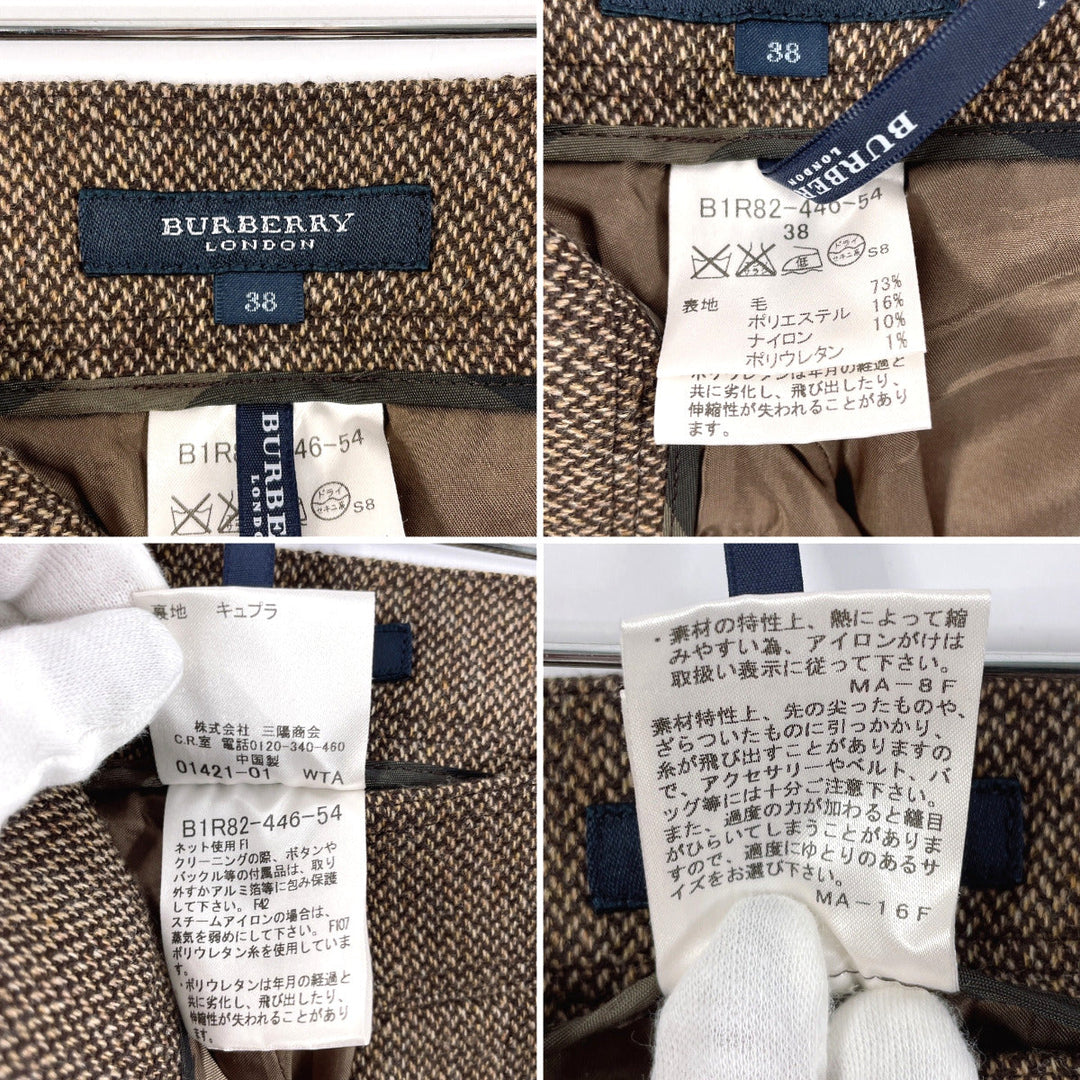 BURBERRY
LONDON
38
B1R8
46-54
BURBE
LONDO
ドライ
セキユ系
S8
38
BURBERRY
LONDON
B1R82-446-54
38
低
ドライ
セキユ系
S8
表地 毛 73%
ポリエステル 16%
ナイロン 10%
ポリウレタン 1%
ポリウレタンは年月の経過と
共に劣化し、飛び出したり、
伸縮性が失われることがあり
ます。
裏地 キュプラ
株式会社 三陽商会
C.R.室 電話0120-340-460
中国製
01421-01 WTA
B1R82-446-54
ネット使用 F1
クリーニングの際、ボタンや
バックル等の付属品は、取り
外すかアルミ箔等に包み保護
して下さい。 F42
スチームアイロンの場合は、
蒸気を弱めにして下さい。 F107
ポリウレタン糸を使用していま
す。
・ポリウレタンは年月の経過と
共に劣化し、飛び出したり、
伸縮性が失われることがあり
ます。
・素材の特性上、熱によって縮
みやすい為、アイロンがけは
取扱い表示に従って下さい。
MA-8F
素材特性上、先の尖ったものや、
ざらついたものに引っかかり、
糸が飛び出すことがありますの
で、アクセサリーやベルト、バ
ッグ等には十分ご注意下さい。
また、過度の力が加わると縫目
がひらいてしまうことがありま
すので、適度にゆとりのあるサ
イズをお選び下さい。
MA-16F